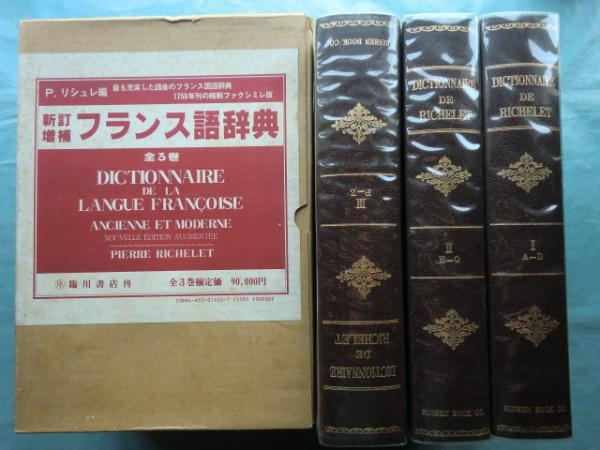 P. リシュレ編
最も充実した語彙のフランス国語辞典
1759年刊の縮刷ファクシミレ版
新訂増補 フランス語辞典
全3巻
DICTIONNAIRE
DE LA
LANGUE FRANÇOISE
ANCIENNE ET MODERNE
NOUVELLE ÉDITION AUGMENTÉE
PIERRE RICHELET
臨川書店刊
全3巻揃定価 90,000円
RINSEN BOOK CO.
III
P-Z
DICTIONNAIRE
DE
RICHELET
DICTIONNAIRE
DE
RICHELET
II
E-O
RINSEN BOOK CO.
DICTIONNAIRE
DE
RICHELET
I
A-D
RINSEN BOOK CO.